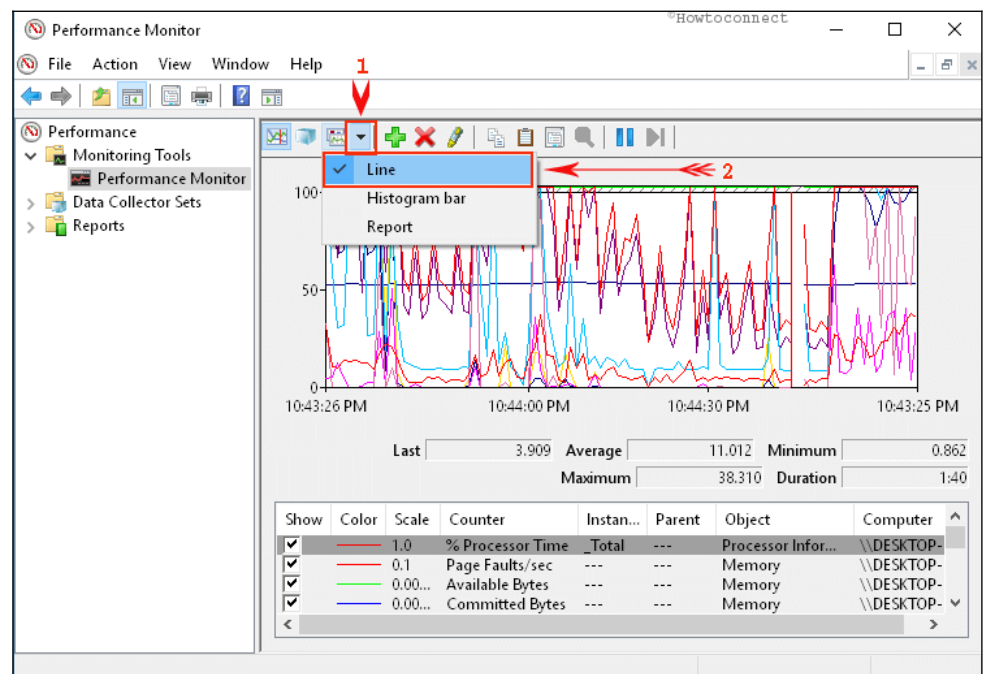 ©Howtoconnect
Performance Monitor
File Action View Window Help
1
Performance
Monitoring Tools
Performance Monitor
Data Collector Sets
Reports
Line
2
Histogram bar
Report
100
50
0
10:43:26 PM 10:44:00 PM 10:44:30 PM 10:43:25 PM
Last 3.909 Average 11.012 Minimum 0.862
Maximum 38.310 Duration 1:40
Show Color Scale Counter Instan... Parent Object Computer
1.0 % Processor Time _Total --- Processor Infor... \\DESKTOP-
0.1 Page Faults/sec --- --- Memory \\DESKTOP-
0.00... Available Bytes --- --- Memory \\DESKTOP-
0.00... Committed Bytes --- --- Memory \\DESKTOP-